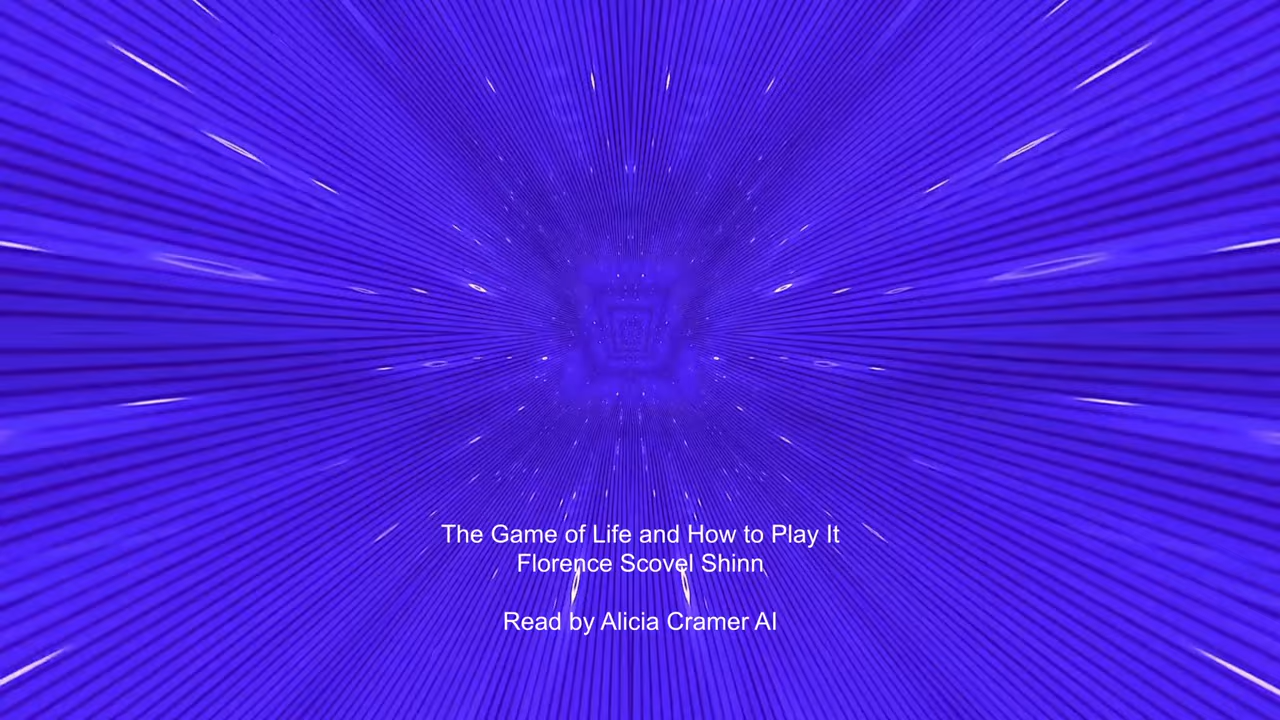 The Game of Life and How to Play It
Florence Scovel Shinn
Read by Alicia Cramer AI